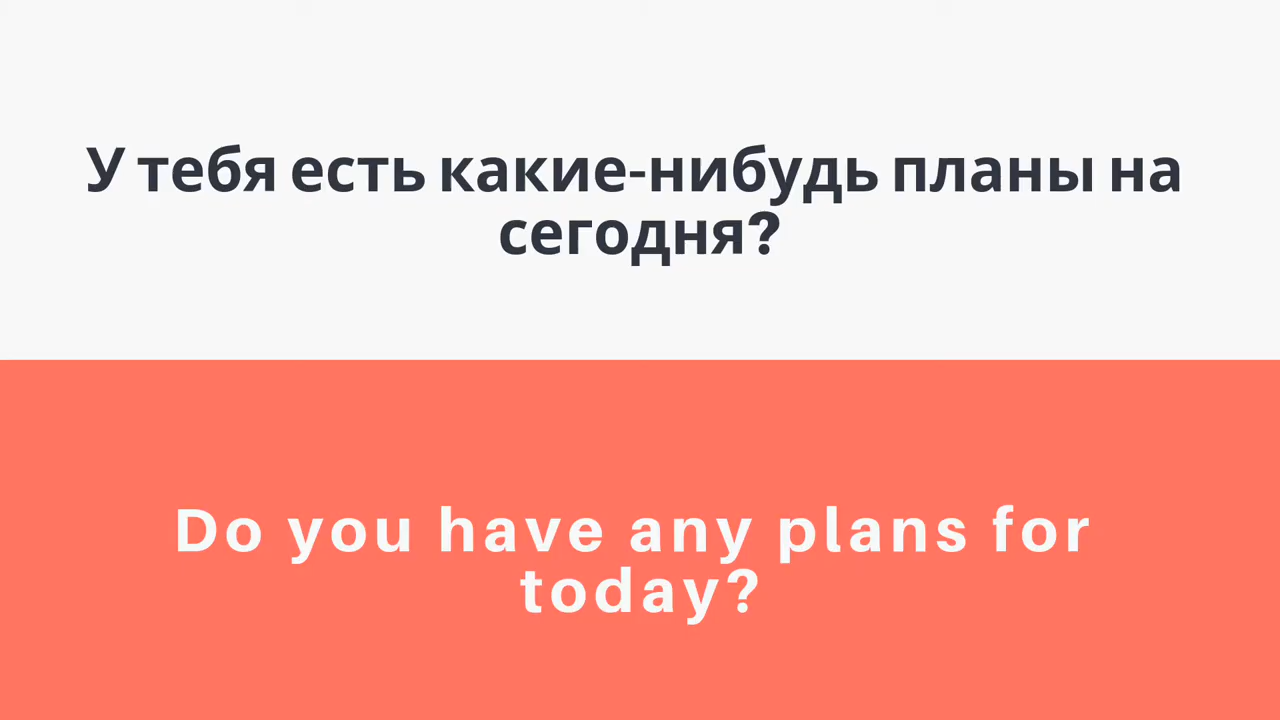 У тебя есть какие-нибудь планы на
сегодня?
Do you have any plans for
today?